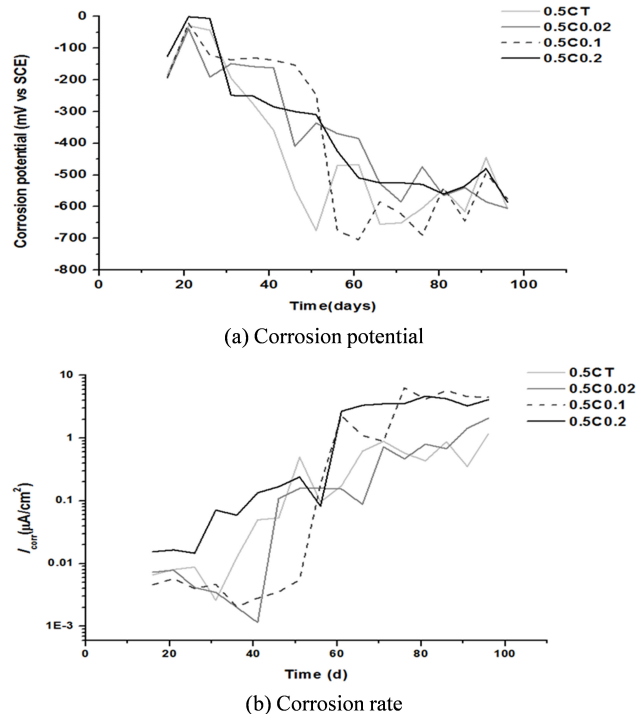 0.5CT
0.5C0.02
0.5C0.1
0.5C0.2
Corrosion potential (mV vs SCE)
0
-100
-200
-300
-400
-500
-600
-700
-800
0 20 40 60 80 100
Time(days)
(a) Corrosion potential
0.5CT
0.5C0.02
0.5C0.1
0.5C0.2
Icorr(μA/cm²)
10
1
0.1
0.01
1E-3
0 20 40 60 80 100
Time (d)
(b) Corrosion rate